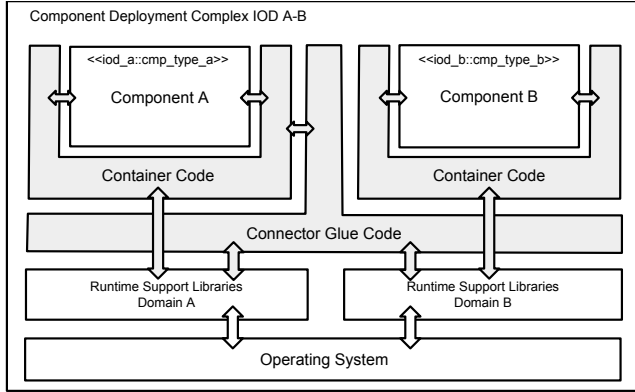 Component Deployment Complex IOD A-B
<<iod_a::cmp_type_a>>
Component A
<<iod_b::cmp_type_b>>
Component B
Container Code
Container Code
Connector Glue Code
Runtime Support Libraries
Domain A
Runtime Support Libraries
Domain B
Operating System